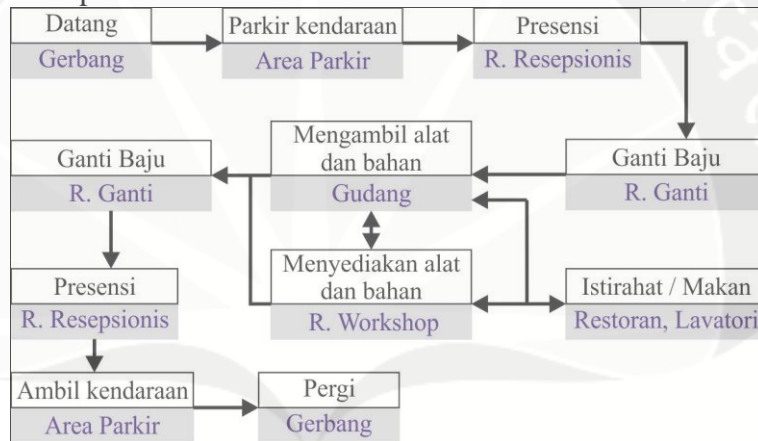 Datang
Gerbang
Parkir kendaraan
Area Parkir
Presensi
R. Resepsionis
Ganti Baju
R. Ganti
Mengambil alat
dan bahan
Gudang
Ganti Baju
R. Ganti
Presensi
R. Resepsionis
Menyediakan alat
dan bahan
R. Workshop
Istirahat / Makan
Restoran, Lavatori
Ambil kendaraan
Area Parkir
Pergi
Gerbang